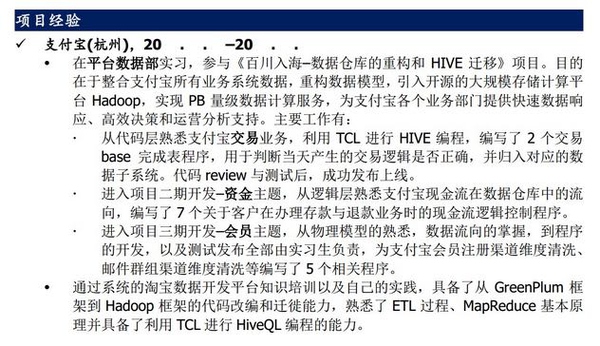 项目经验
✓ 支付宝(杭州), 20 . . –20 . .
• 在平台数据部实习，参与《百川入海–数据仓库的重构和 HIVE 迁移》项目。目的
在于整合支付宝所有业务系统数据，重构数据模型，引入开源的大规模存储计算平
台 Hadoop，实现 PB 量级数据计算服务，为支付宝各个业务部门提供快速数据响
应、高效决策和运营分析支持。主要工作有：
· 从代码层熟悉支付宝交易业务，利用 TCL 进行 HIVE 编程，编写了 2 个交易
base 完成表程序，用于判断当天产生的交易逻辑是否正确，并归入对应的数
据子系统。代码 review 与测试后，成功发布上线。
· 进入项目二期开发–资金主题，从逻辑层熟悉支付宝现金流在数据仓库中的流
向，编写了 7 个关于客户在办理存款与退款业务时的现金流逻辑控制程序。
· 进入项目三期开发–会员主题，从物理模型的熟悉，数据流向的掌握，到程序
的开发，以及测试发布全部由实习生负责，为支付宝会员注册渠道维度清洗、
邮件群组渠道维度清洗等编写了 5 个相关程序。
• 通过系统的淘宝数据开发平台知识培训以及自己的实践，具备了从 GreenPlum 框
架到 Hadoop 框架的代码改编和迁徙能力，熟悉了 ETL 过程、MapReduce 基本原
理并具备了利用 TCL 进行 HiveQL 编程的能力。